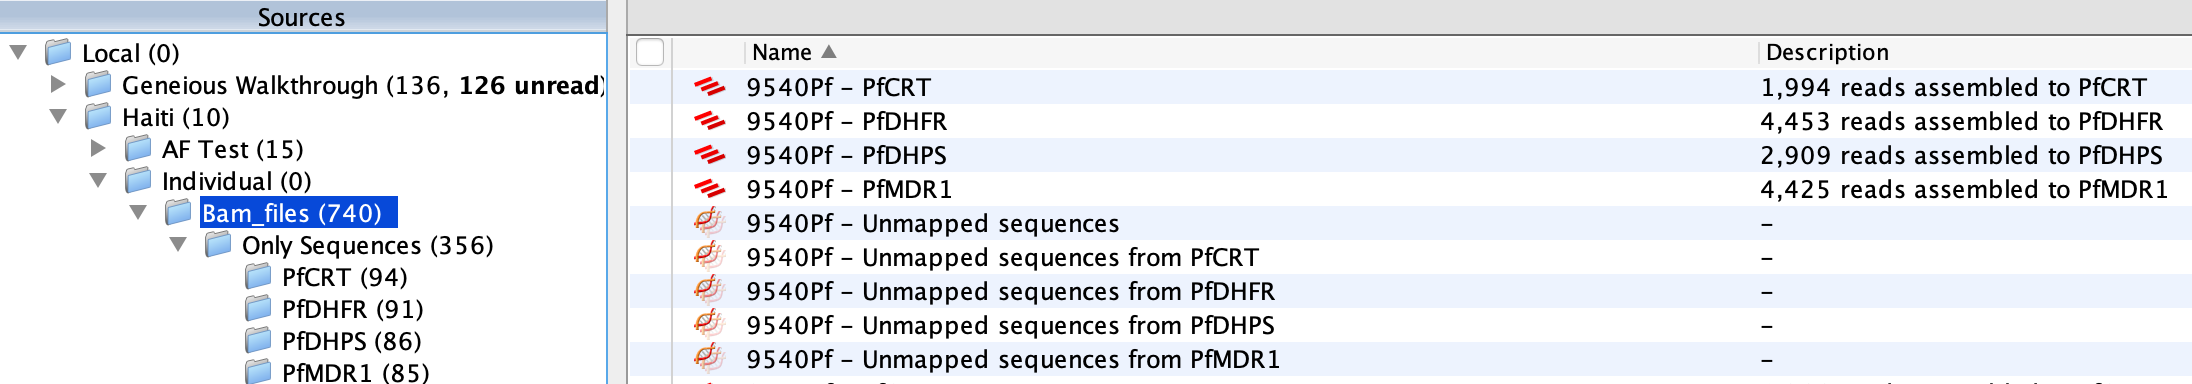 Sources
Local (0)
Geneious Walkthrough (136, 126 unread)
Haiti (10)
AF Test (15)
Individual (0)
Bam_files (740)
Only Sequences (356)
PfCRT (94)
PfDHFR (91)
PfDHPS (86)
PfMDR1 (85)
Name Description
9540Pf – PfCRT 1,994 reads assembled to PfCRT
9540Pf – PfDHFR 4,453 reads assembled to PfDHFR
9540Pf – PfDHPS 2,909 reads assembled to PfDHPS
9540Pf – PfMDR1 4,425 reads assembled to PfMDR1
9540Pf – Unmapped sequences –
9540Pf – Unmapped sequences from PfCRT –
9540Pf – Unmapped sequences from PfDHFR –
9540Pf – Unmapped sequences from PfDHPS –
9540Pf – Unmapped sequences from PfMDR1 –